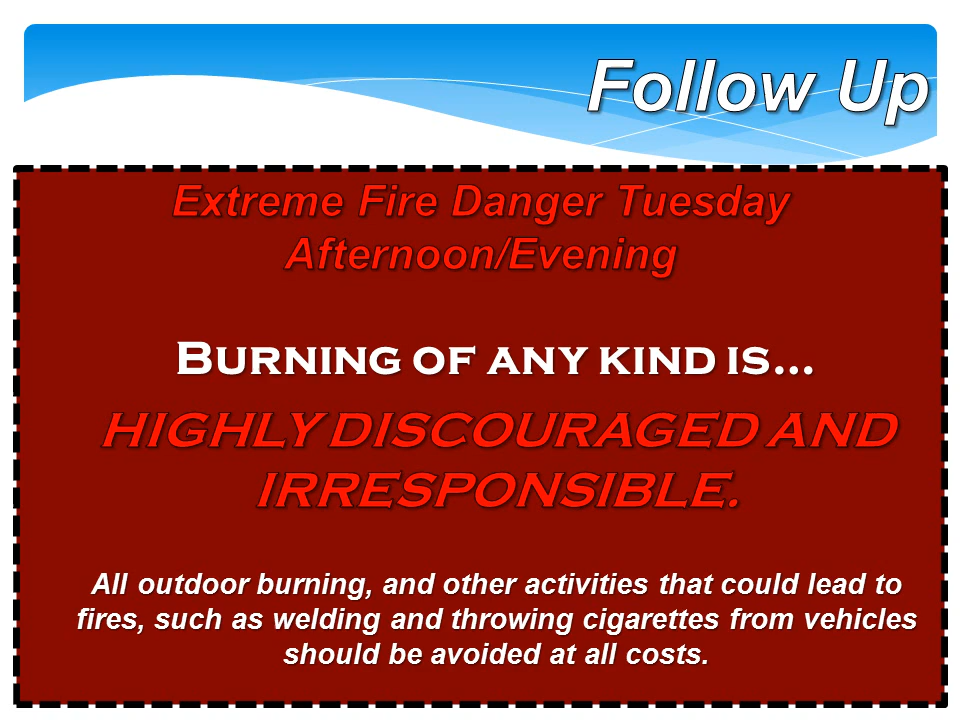 Follow Up
Extreme Fire Danger Tuesday
Afternoon/Evening
BURNING OF ANY KIND IS...
HIGHLY DISCOURAGED AND
IRRESPONSIBLE.
All outdoor burning, and other activities that could lead to
fires, such as welding and throwing cigarettes from vehicles
should be avoided at all costs.